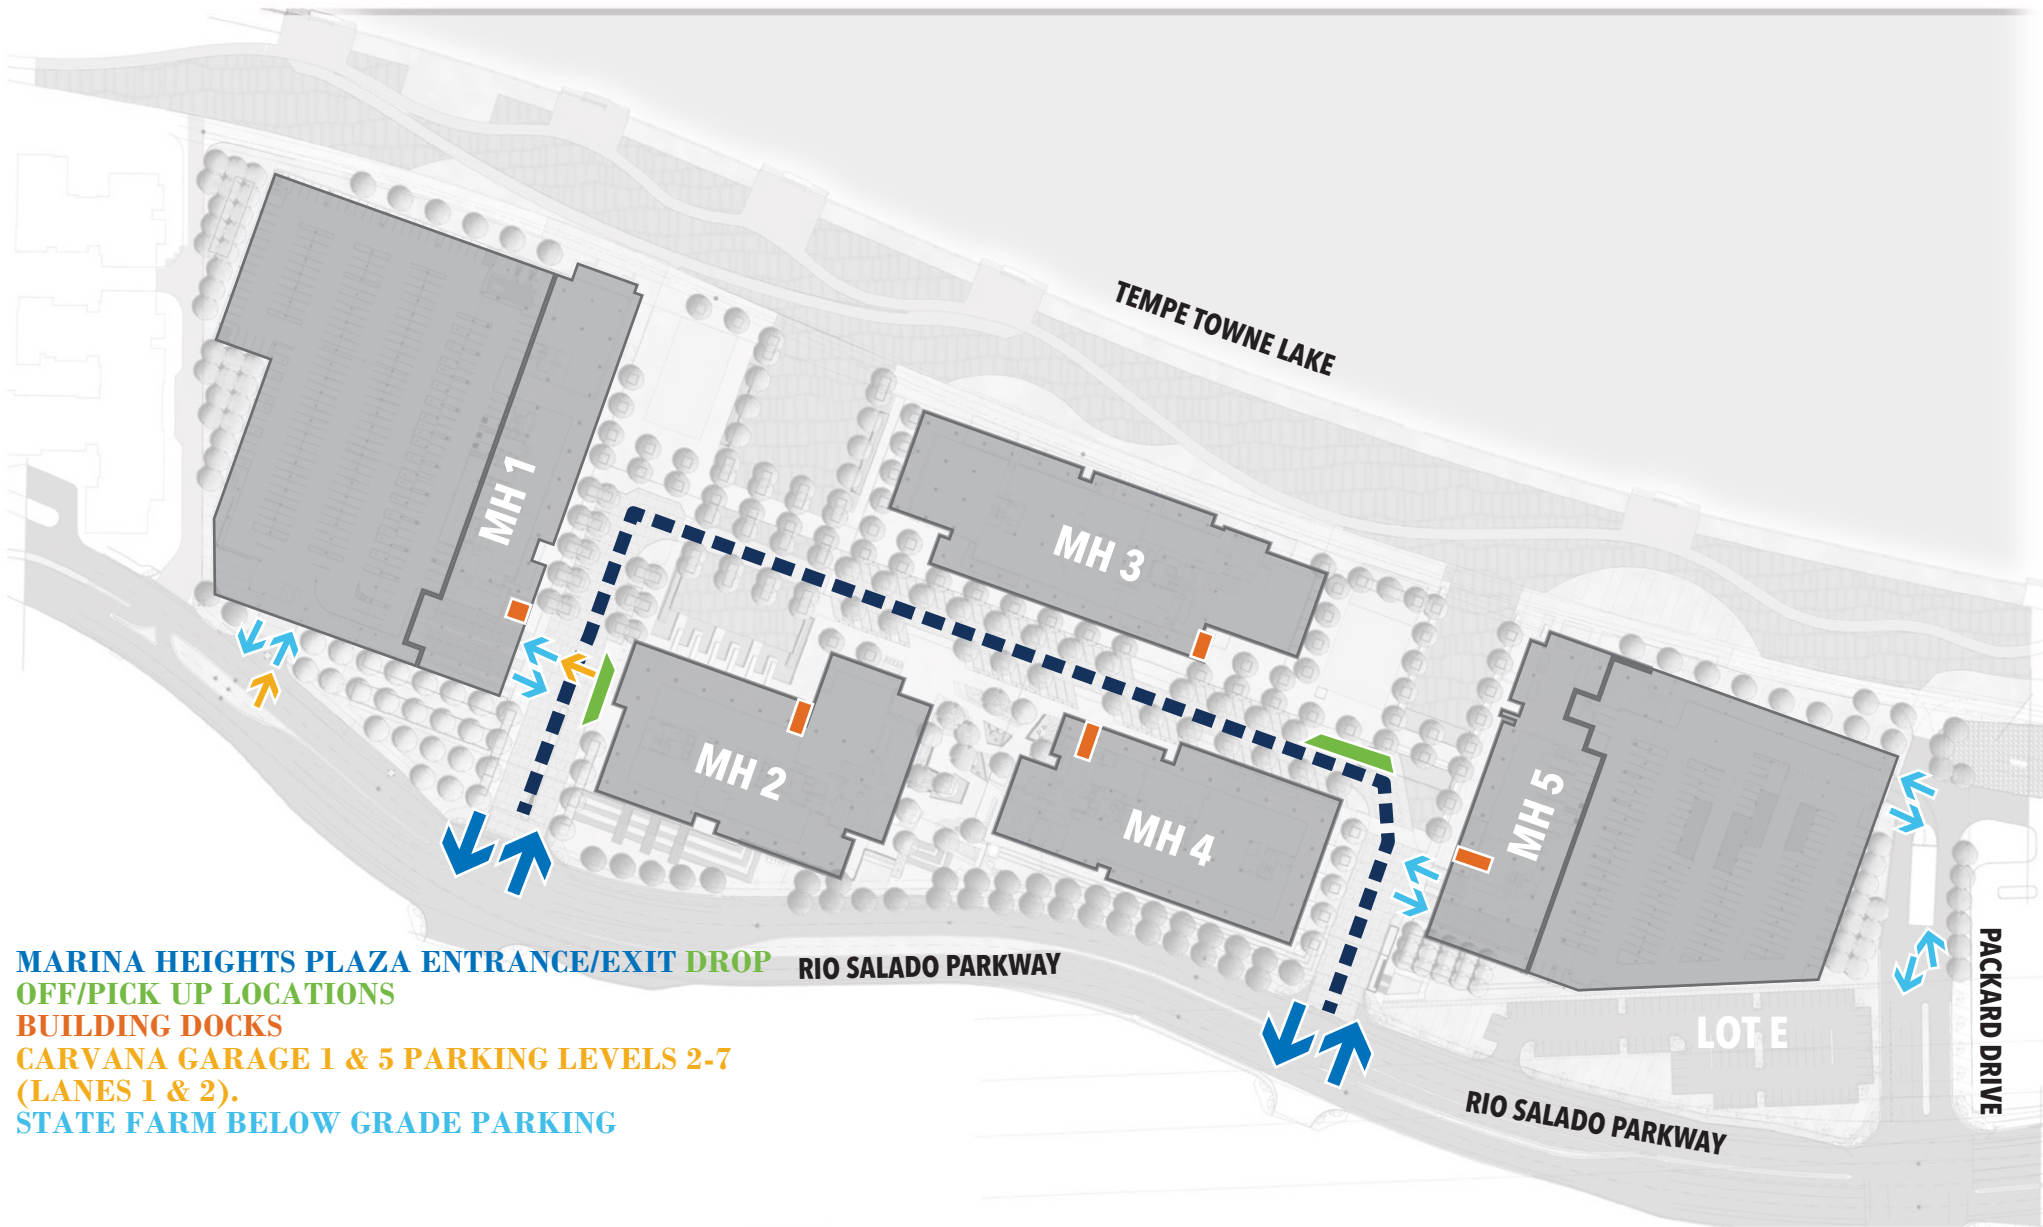 TEMPE TOWNE LAKE
MH 1
MH 3
MH 2
MH 4
MH 5
MARINA HEIGHTS PLAZA ENTRANCE/EXIT DROP
OFF/PICK UP LOCATIONS
BUILDING DOCKS
CARVANA GARAGE 1 & 5 PARKING LEVELS 2-7
(LANES 1 & 2).
STATE FARM BELOW GRADE PARKING
RIO SALADO PARKWAY
LOT E
PACKARD DRIVE
RIO SALADO PARKWAY